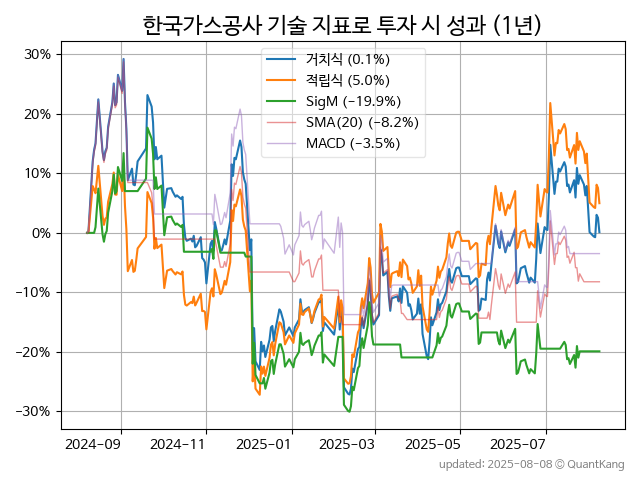 한국가스공사 기술 지표로 투자 시 성과 (1년)
거치식 (0.1%)
적립식 (5.0%)
SigM (−19.9%)
SMA(20) (−8.2%)
MACD (−3.5%)
30%
20%
10%
0%
−10%
−20%
−30%
2024-09 2024-11 2025-01 2025-03 2025-05 2025-07
updated: 2025-08-08 © QuantKang